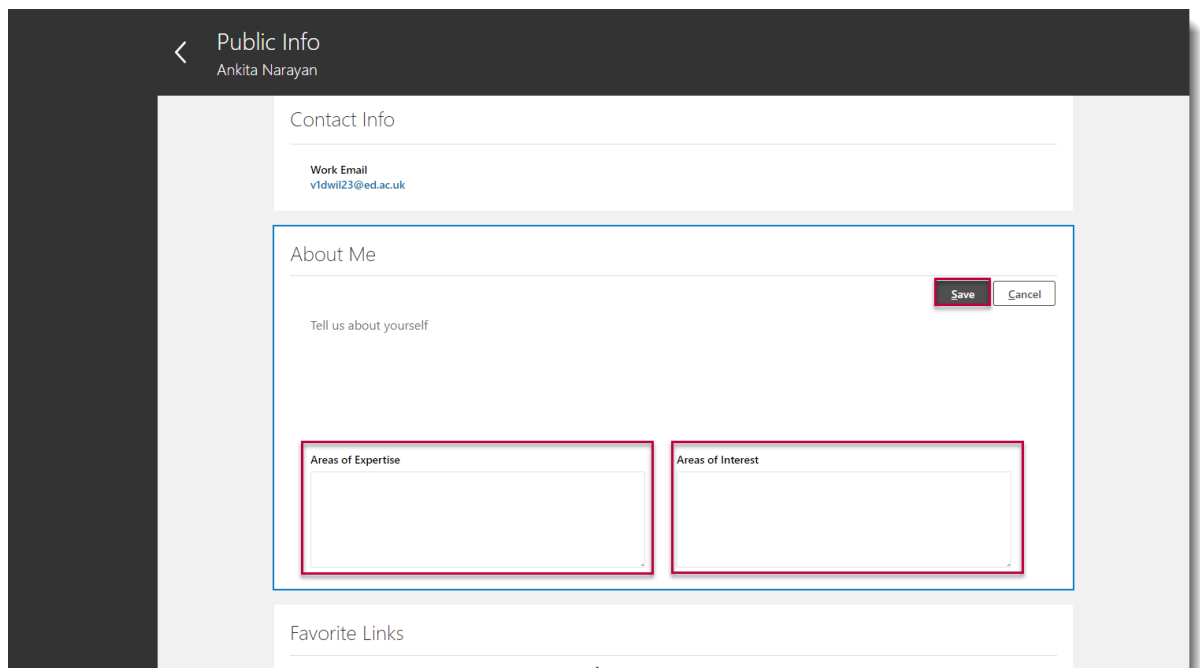 Public Info
Ankita Narayan
Contact Info
Work Email
v1dwil23@ed.ac.uk
About Me
Save Cancel
Tell us about yourself
Areas of Expertise Areas of Interest
Favorite Links